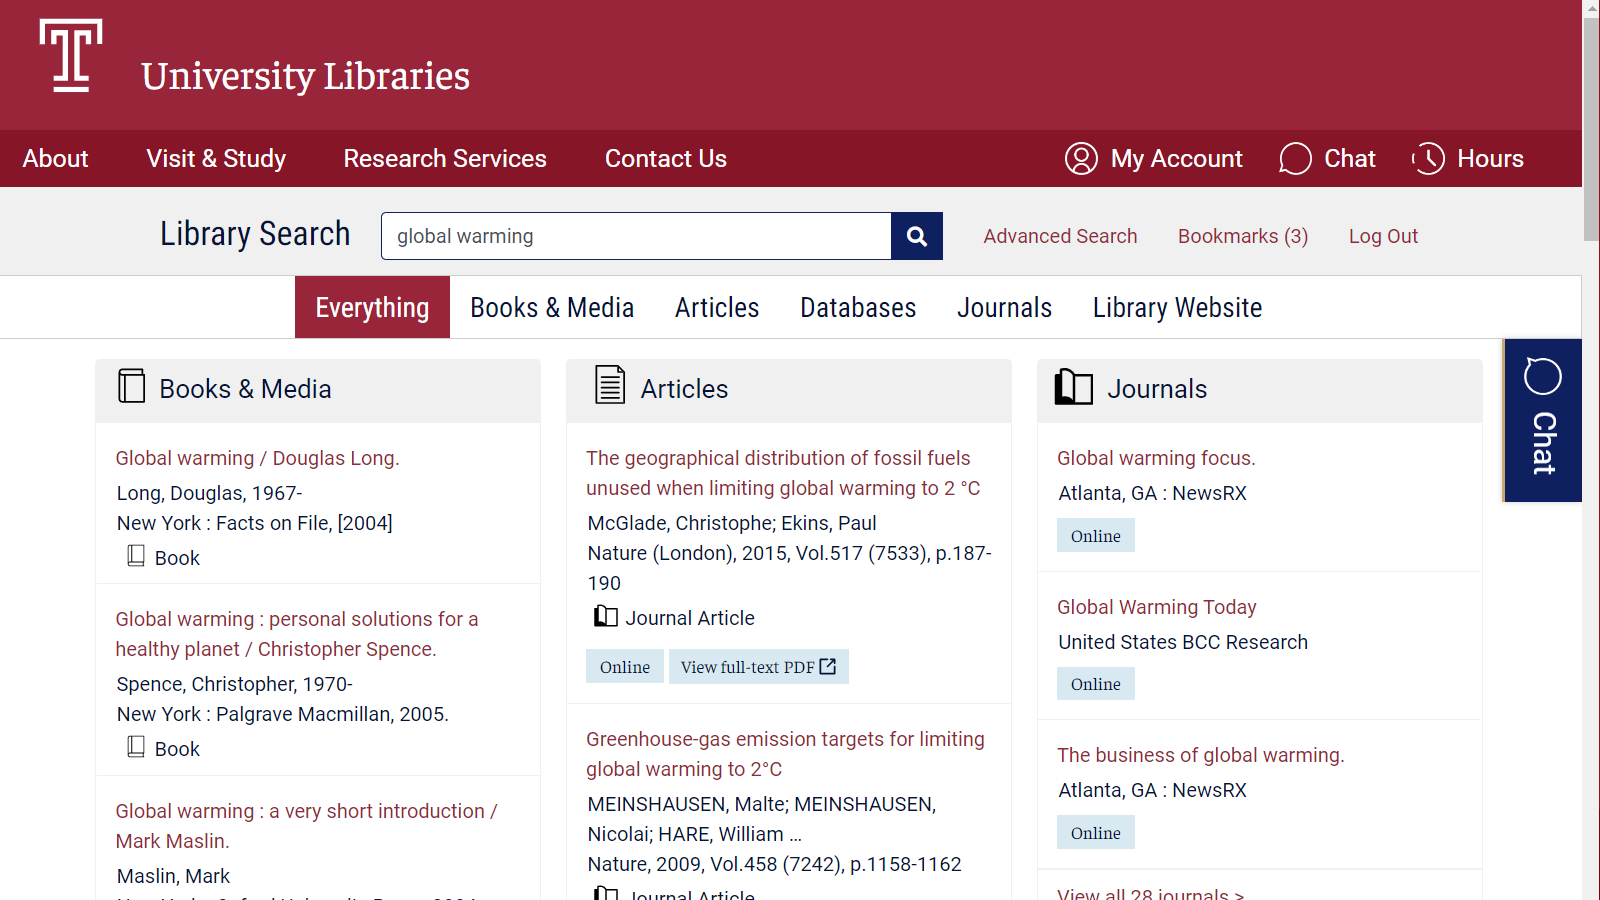 University Libraries
About
Visit & Study
Research Services
Contact Us
My Account
Chat
Hours
Library Search
global warming
Advanced Search
Bookmarks (3)
Log Out
Everything
Books & Media
Articles
Databases
Journals
Library Website
Books & Media
Global warming / Douglas Long.
Long, Douglas, 1967-
New York : Facts on File, [2004]
Book
Global warming : personal solutions for a
healthy planet / Christopher Spence.
Spence, Christopher, 1970-
New York : Palgrave Macmillan, 2005.
Book
Global warming : a very short introduction /
Mark Maslin.
Maslin, Mark
Articles
The geographical distribution of fossil fuels
unused when limiting global warming to 2 °C
McGlade, Christophe; Ekins, Paul
Nature (London), 2015, Vol.517 (7533), p.187-
190
Journal Article
Online
View full-text PDF
Greenhouse-gas emission targets for limiting
global warming to 2°C
MEINSHAUSEN, Malte; MEINSHAUSEN,
Nicolai; HARE, William ...
Nature, 2009, Vol.458 (7242), p.1158-1162
Journal Article
Journals
Global warming focus.
Atlanta, GA : NewsRX
Online
Global Warming Today
United States BCC Research
Online
The business of global warming.
Atlanta, GA : NewsRX
Online
View all 28 journals >
Chat